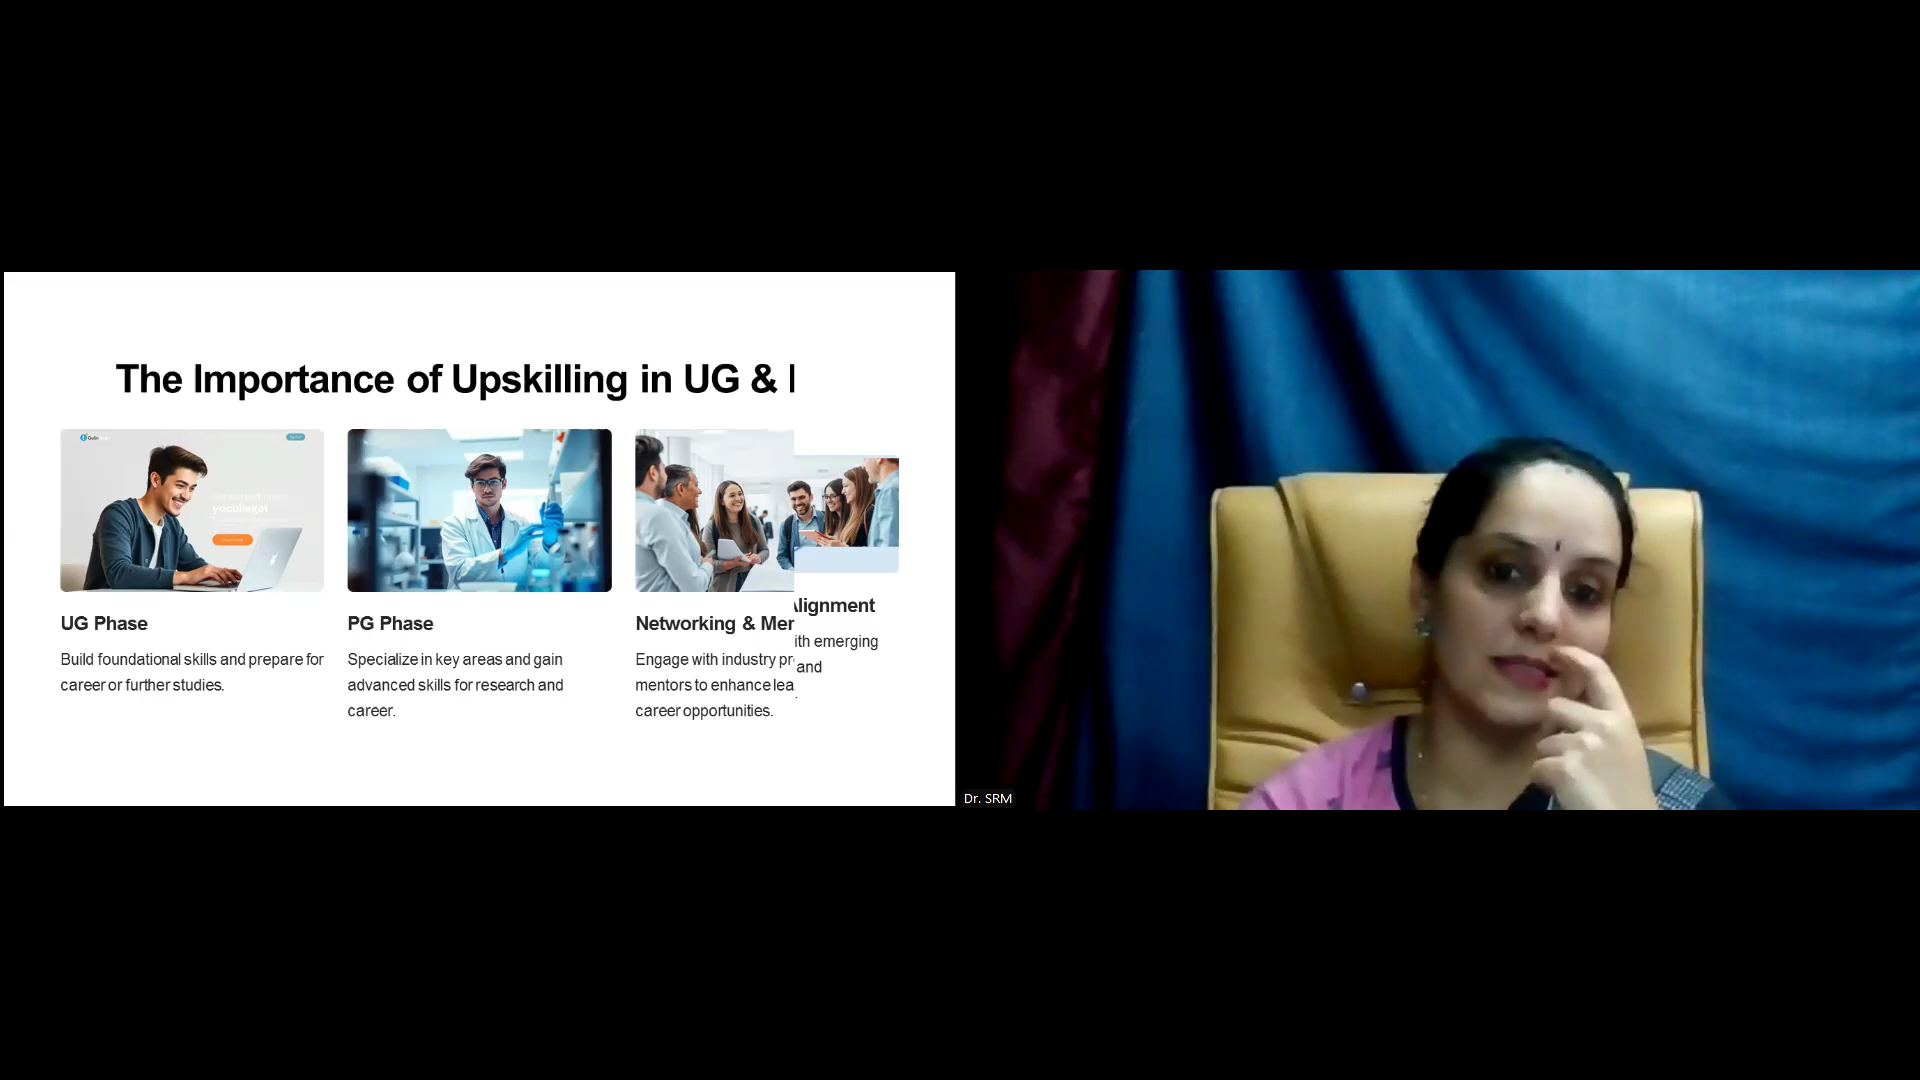 The Importance of Upskilling in UG &
UG Phase
Build foundational skills and prepare for
career or further studies.
PG Phase
Specialize in key areas and gain
advanced skills for research and
career.
Networking & Mer
Engage with industry pr
mentors to enhance lea
career opportunities.
lignment
ith emerging
and
Dr. SRM